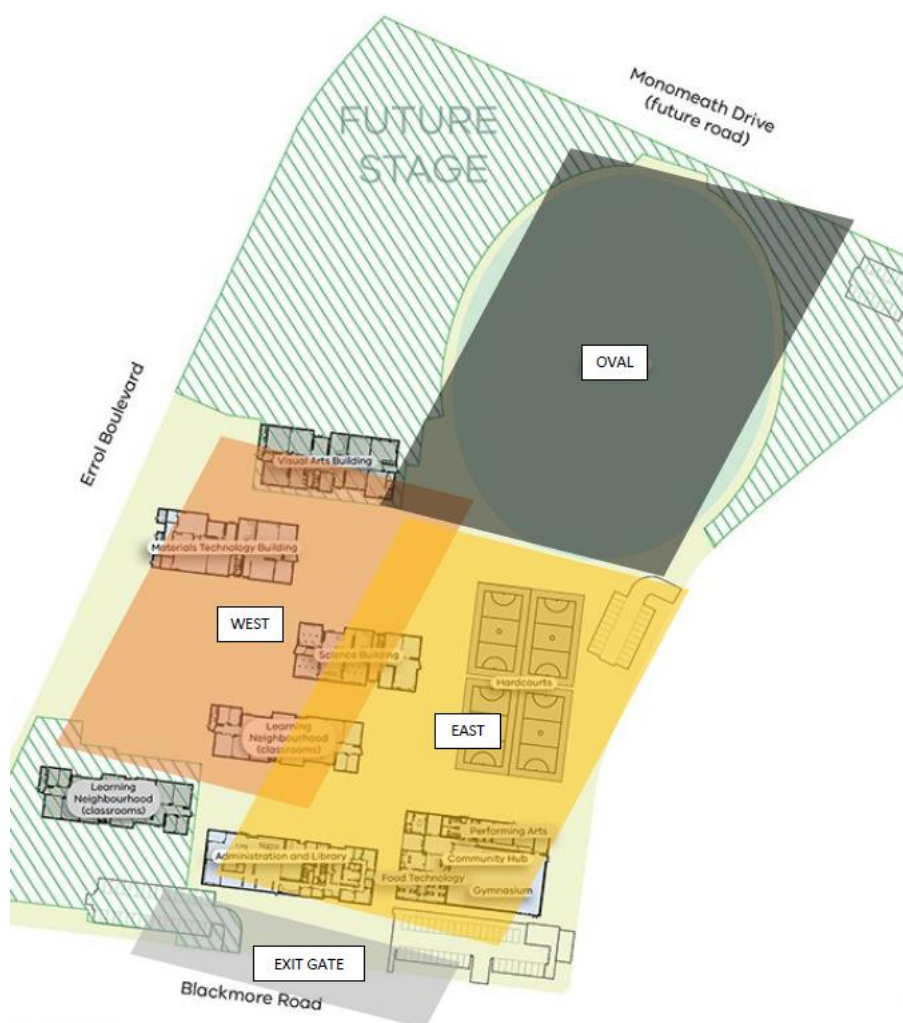 Monomeath Drive
(future road)
FUTURE
STAGE
OVAL
Errol Boulevard
Visual Arts Building
Materials Technology Building
WEST
Science Building
Hardcourts
EAST
Learning
Neighbourhood
(classrooms)
Learning
Neighbourhood
(classrooms)
Performing Arts
Administration and Library
Community Hub
Food Technology
Gymnasium
EXIT GATE
Blackmore Road